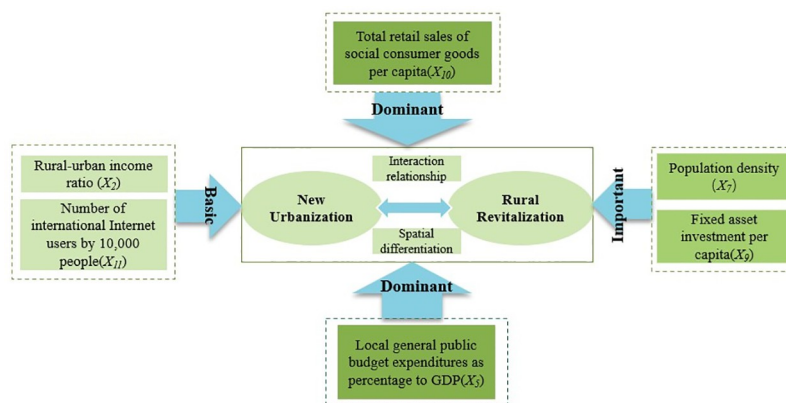 Total retail sales of
social consumer goods
per capita(X10)
Dominant
Rural-urban income
ratio (X2)
Number of
international Internet
users by 10,000
people(X11)
Basic
Interaction
relationship
New
Urbanization
Rural
Revitalization
Spatial
differentiation
Important
Population density
(X7)
Fixed asset
investment per
capita(X9)
Dominant
Local general public
budget expenditures as
percentage to GDP(X5)